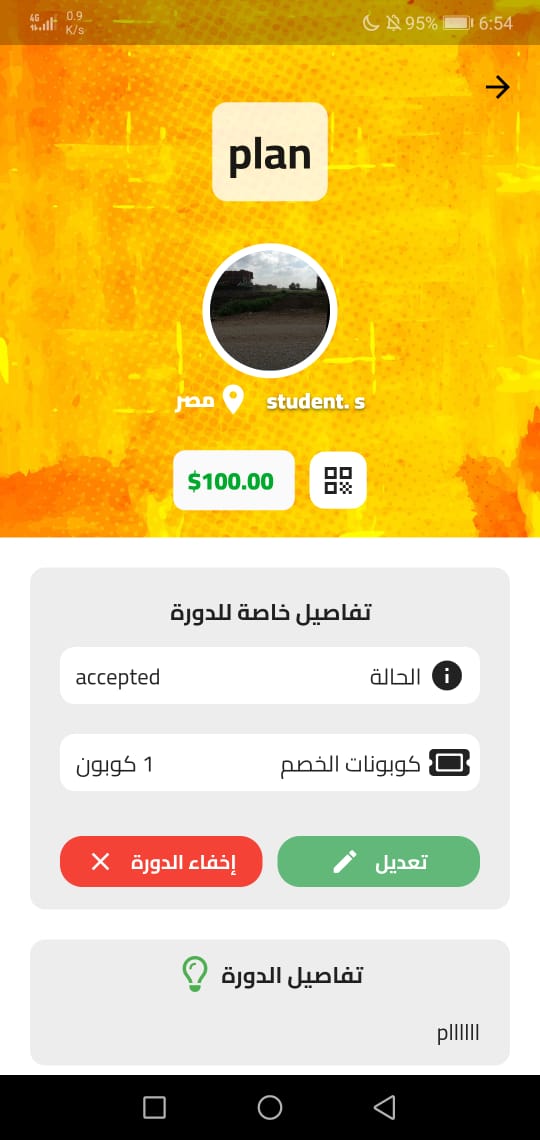 4G 0.9 K/s 95% 6:54
plan
student. s مصر
$100.00
تفاصيل خاصة للدورة
الحالة accepted
كوبونات الخصم 1 كوبون
تعديل إخفاء الدورة
تفاصيل الدورة
plllllll